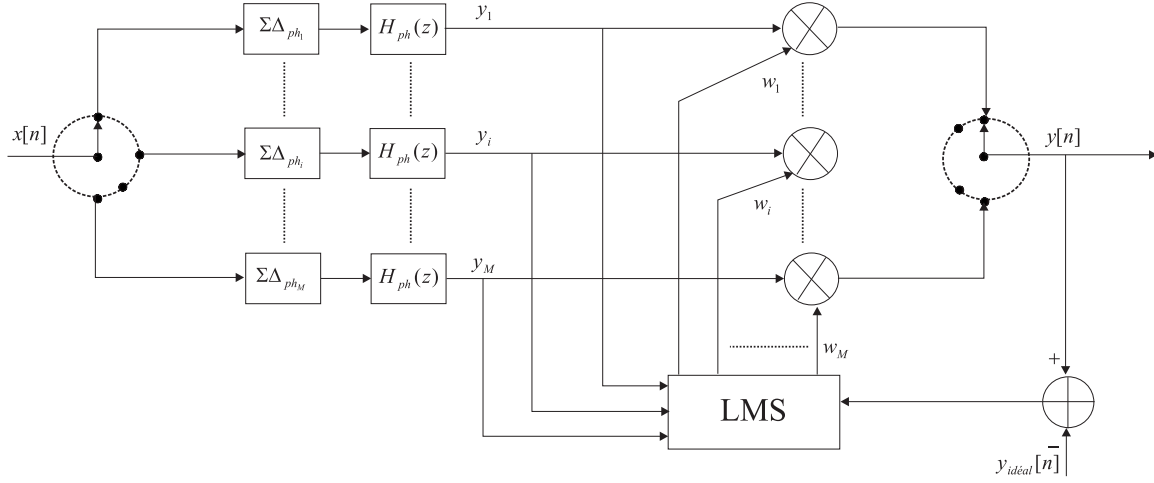 x[n]
ΣΔ_{ph_1}
H_{ph}(z)
y_1
w_1
ΣΔ_{ph_i}
H_{ph}(z)
y_i
w_i
y[n]
ΣΔ_{ph_M}
H_{ph}(z)
y_M
w_M
LMS
+
−
y_{idéal}[n]